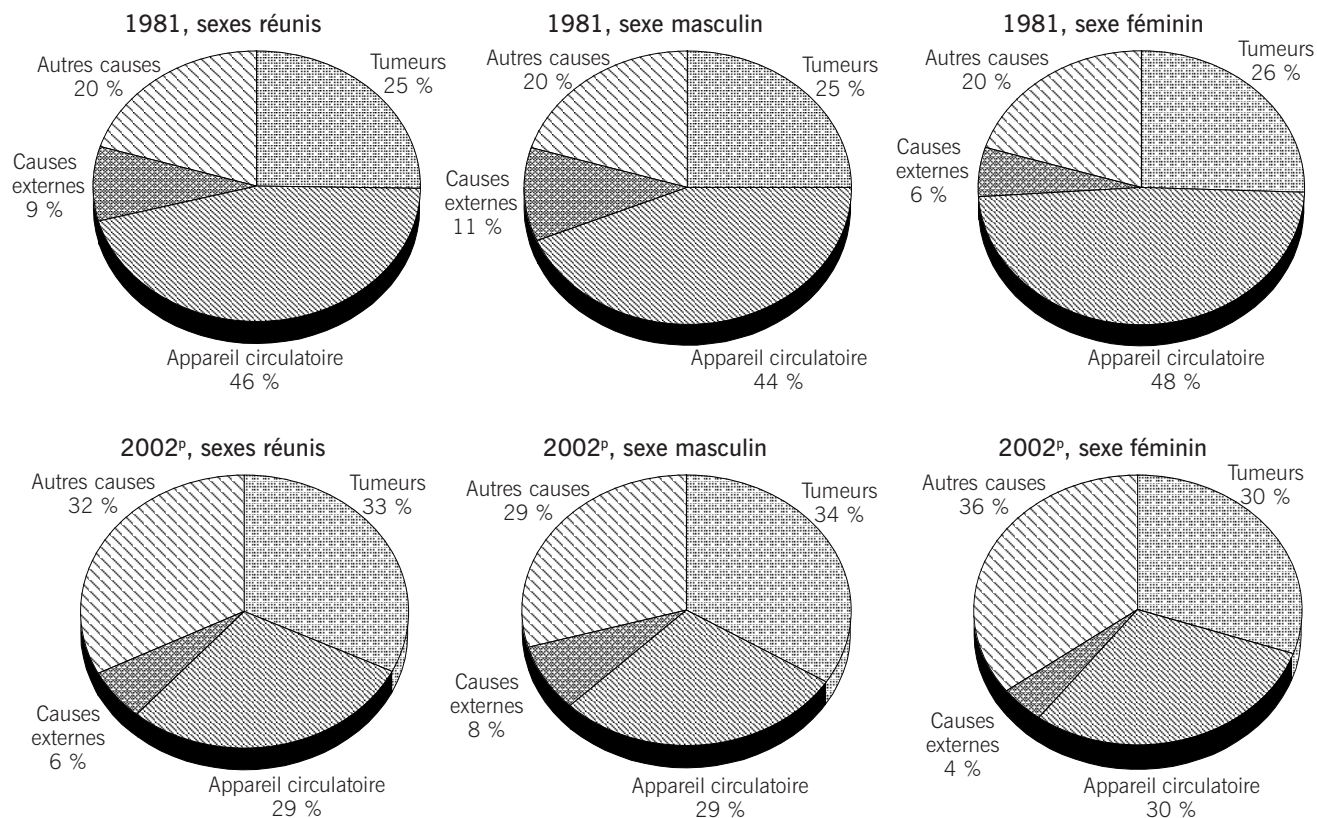 1981, sexes réunis
Autres causes
20 %
Tumeurs
25 %
Causes
externes
9 %
Appareil circulatoire
46 %
1981, sexe masculin
Autres causes
20 %
Tumeurs
25 %
Causes
externes
11 %
Appareil circulatoire
44 %
1981, sexe féminin
Autres causes
20 %
Tumeurs
26 %
Causes
externes
6 %
Appareil circulatoire
48 %
2002ᵖ, sexes réunis
Autres causes
32 %
Tumeurs
33 %
Causes
externes
6 %
Appareil circulatoire
29 %
2002ᵖ, sexe masculin
Autres causes
29 %
Tumeurs
34 %
Causes
externes
8 %
Appareil circulatoire
29 %
2002ᵖ, sexe féminin
Autres causes
36 %
Tumeurs
30 %
Causes
externes
4 %
Appareil circulatoire
30 %